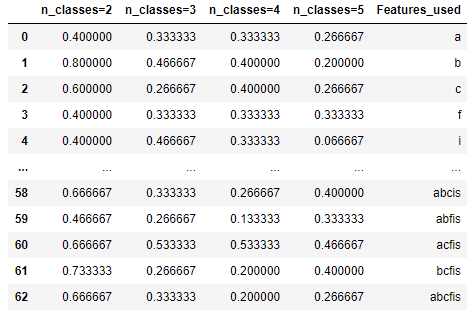 n_classes=2 n_classes=3 n_classes=4 n_classes=5 Features_used
0 0.400000 0.333333 0.333333 0.266667 a
1 0.800000 0.466667 0.400000 0.200000 b
2 0.600000 0.266667 0.400000 0.266667 c
3 0.400000 0.333333 0.333333 0.333333 f
4 0.400000 0.466667 0.333333 0.066667 i
... ... ... ... ... ...
58 0.666667 0.333333 0.266667 0.400000 abcis
59 0.466667 0.266667 0.133333 0.333333 abfis
60 0.666667 0.533333 0.533333 0.466667 acfis
61 0.733333 0.266667 0.200000 0.400000 bcfis
62 0.666667 0.333333 0.200000 0.266667 abcfis